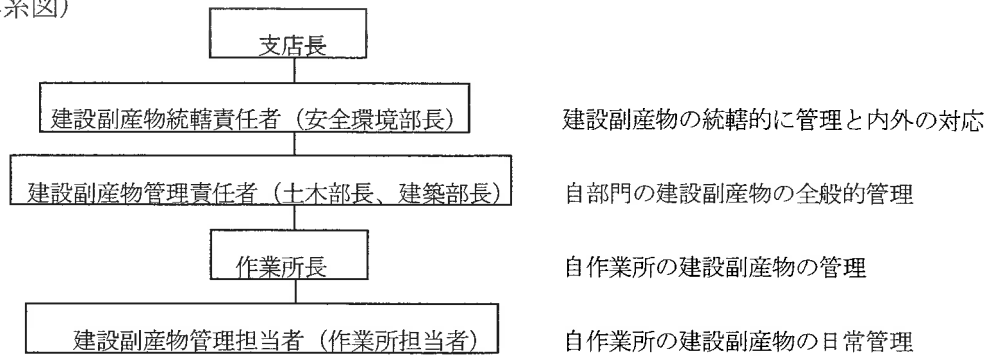 系図）
支店長
建設副産物統轄責任者（安全環境部長） 建設副産物の統轄的に管理と内外の対応
建設副産物管理責任者（土木部長、建築部長） 自部門の建設副産物の全般的管理
作業所長 自作業所の建設副産物の管理
建設副産物管理担当者（作業所担当者） 自作業所の建設副産物の日常管理